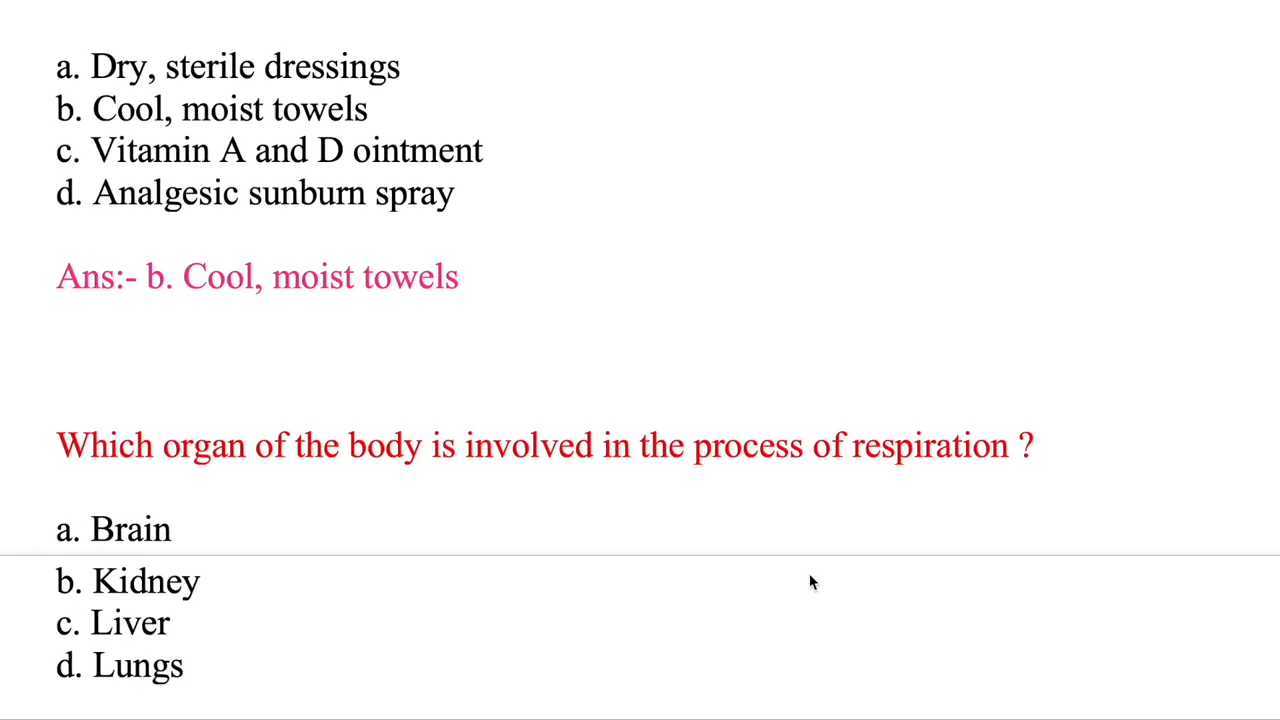 a. Dry, sterile dressings
b. Cool, moist towels
c. Vitamin A and D ointment
d. Analgesic sunburn spray
Ans:- b. Cool, moist towels
Which organ of the body is involved in the process of respiration ?
a. Brain
b. Kidney
c. Liver
d. Lungs